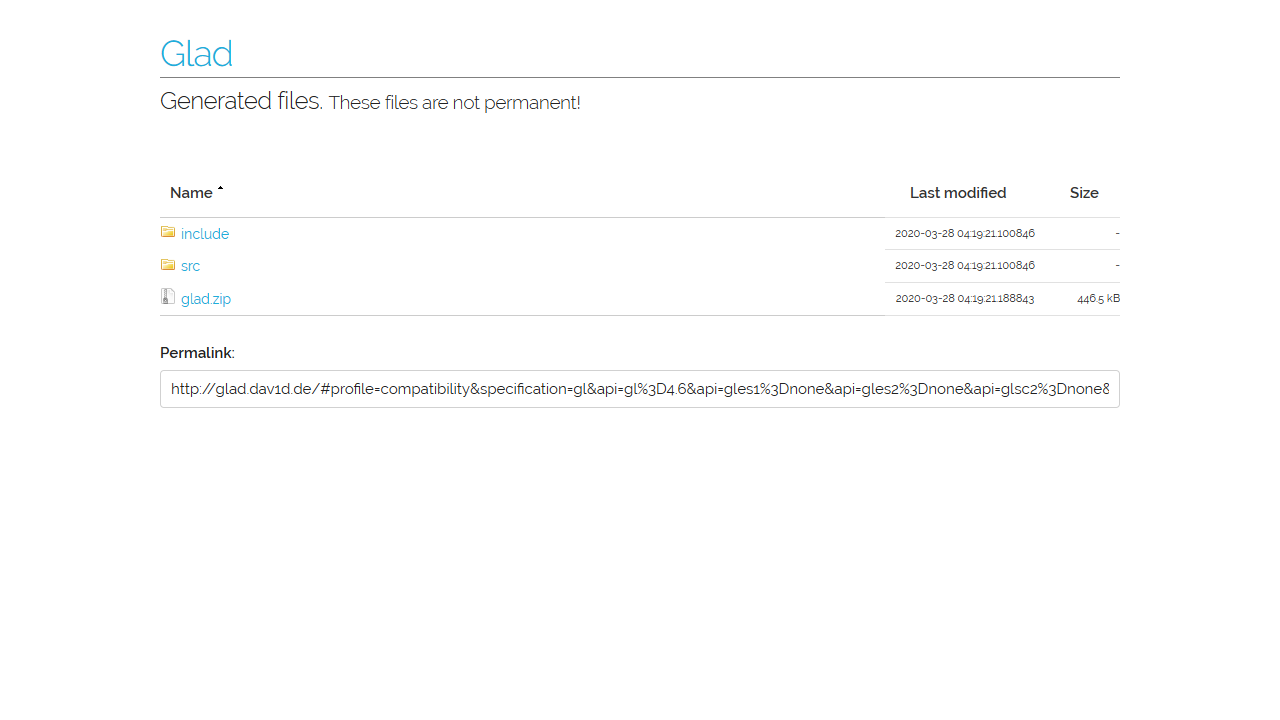 Glad
Generated files. These files are not permanent!
Name Last modified Size
include 2020-03-28 04:19:21.100846 -
src 2020-03-28 04:19:21.100846 -
glad.zip 2020-03-28 04:19:21.188843 446.5 kB
Permalink:
http://glad.dav1d.de/#profile=compatibility&specification=gl&api=gl%3D4.6&api=gles1%3Dnone&api=gles2%3Dnone&api=glsc2%3Dnone&